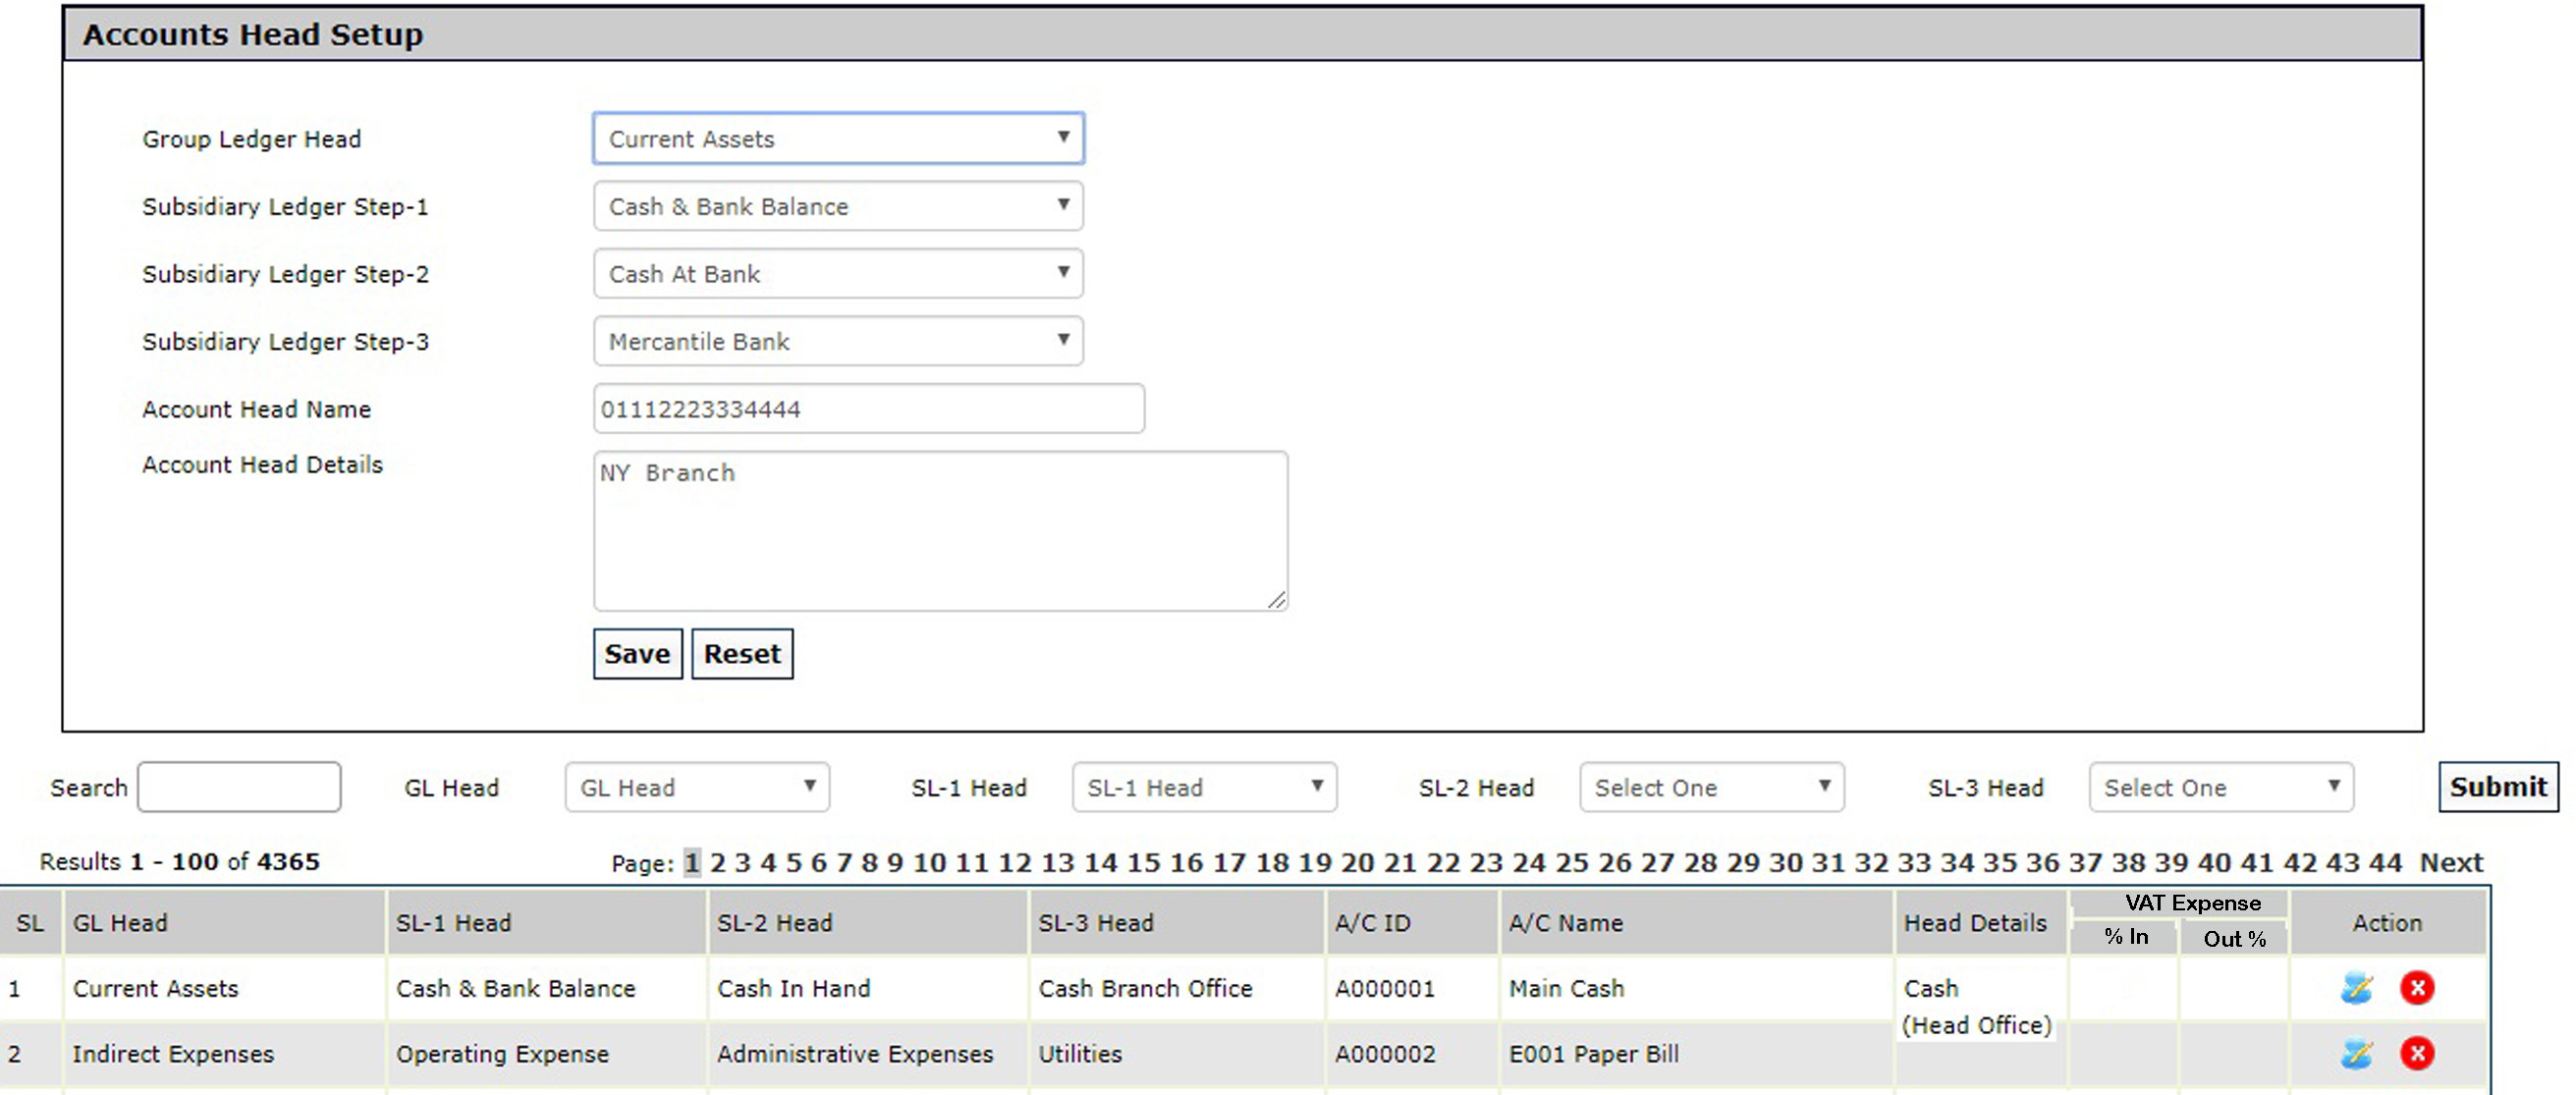 Accounts Head Setup
Group Ledger Head Current Assets
Subsidiary Ledger Step-1 Cash & Bank Balance
Subsidiary Ledger Step-2 Cash At Bank
Subsidiary Ledger Step-3 Mercantile Bank
Account Head Name 01112223334444
Account Head Details NY Branch
Save Reset
Search GL Head GL Head SL-1 Head SL-1 Head SL-2 Head Select One SL-3 Head Select One Submit
Results 1 - 100 of 4365 Page: 1 2 3 4 5 6 7 8 9 10 11 12 13 14 15 16 17 18 19 20 21 22 23 24 25 26 27 28 29 30 31 32 33 34 35 36 37 38 39 40 41 42 43 44 Next
SL GL Head SL-1 Head SL-2 Head SL-3 Head A/C ID A/C Name Head Details VAT Expense Action
% In Out %
1 Current Assets Cash & Bank Balance Cash In Hand Cash Branch Office A000001 Main Cash Cash
(Head Office)
2 Indirect Expenses Operating Expense Administrative Expenses Utilities A000002 E001 Paper Bill